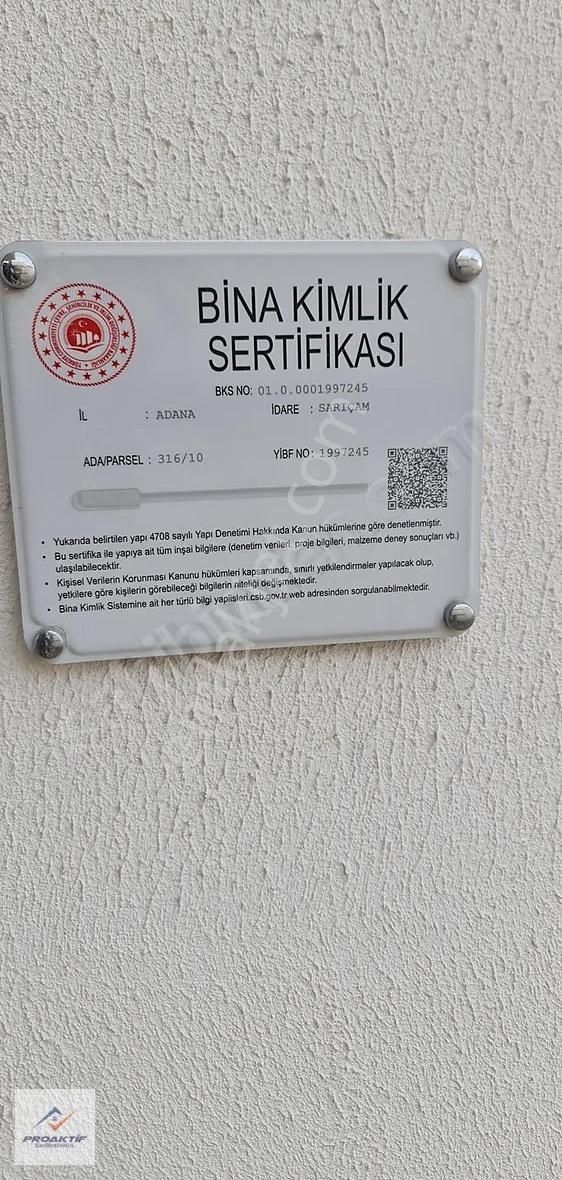 BİNA KİMLİK
SERTİFİKASI
BKS NO: 01.0.0001997245
İL : ADANA İDARE : SARIÇAM
ADA/PARSEL : 316/10 YİBF NO : 1997245
• Yukarıda belirtilen yapı 4708 sayılı Yapı Denetimi Hakkında Kanun hükümlerine göre denetlenmiştir.
• Bu sertifika ile yapıya ait tüm inşai bilgilere (denetim verileri, proje bilgileri, malzeme deney sonuçları vb.)
ulaşılabilecektir.
• Kişisel Verilerin Korunması Kanunu hükümleri kapsamında, sınırlı yetkilendirmeler yapılacak olup,
yetkilere göre kişilerin görebileceği bilgilerin niteliği değişmektedir.
• Bina Kimlik Sistemine ait her türlü bilgi yapiisleri.csb.gov.tr web adresinden sorgulanabilmektedir.
PROAKTİF